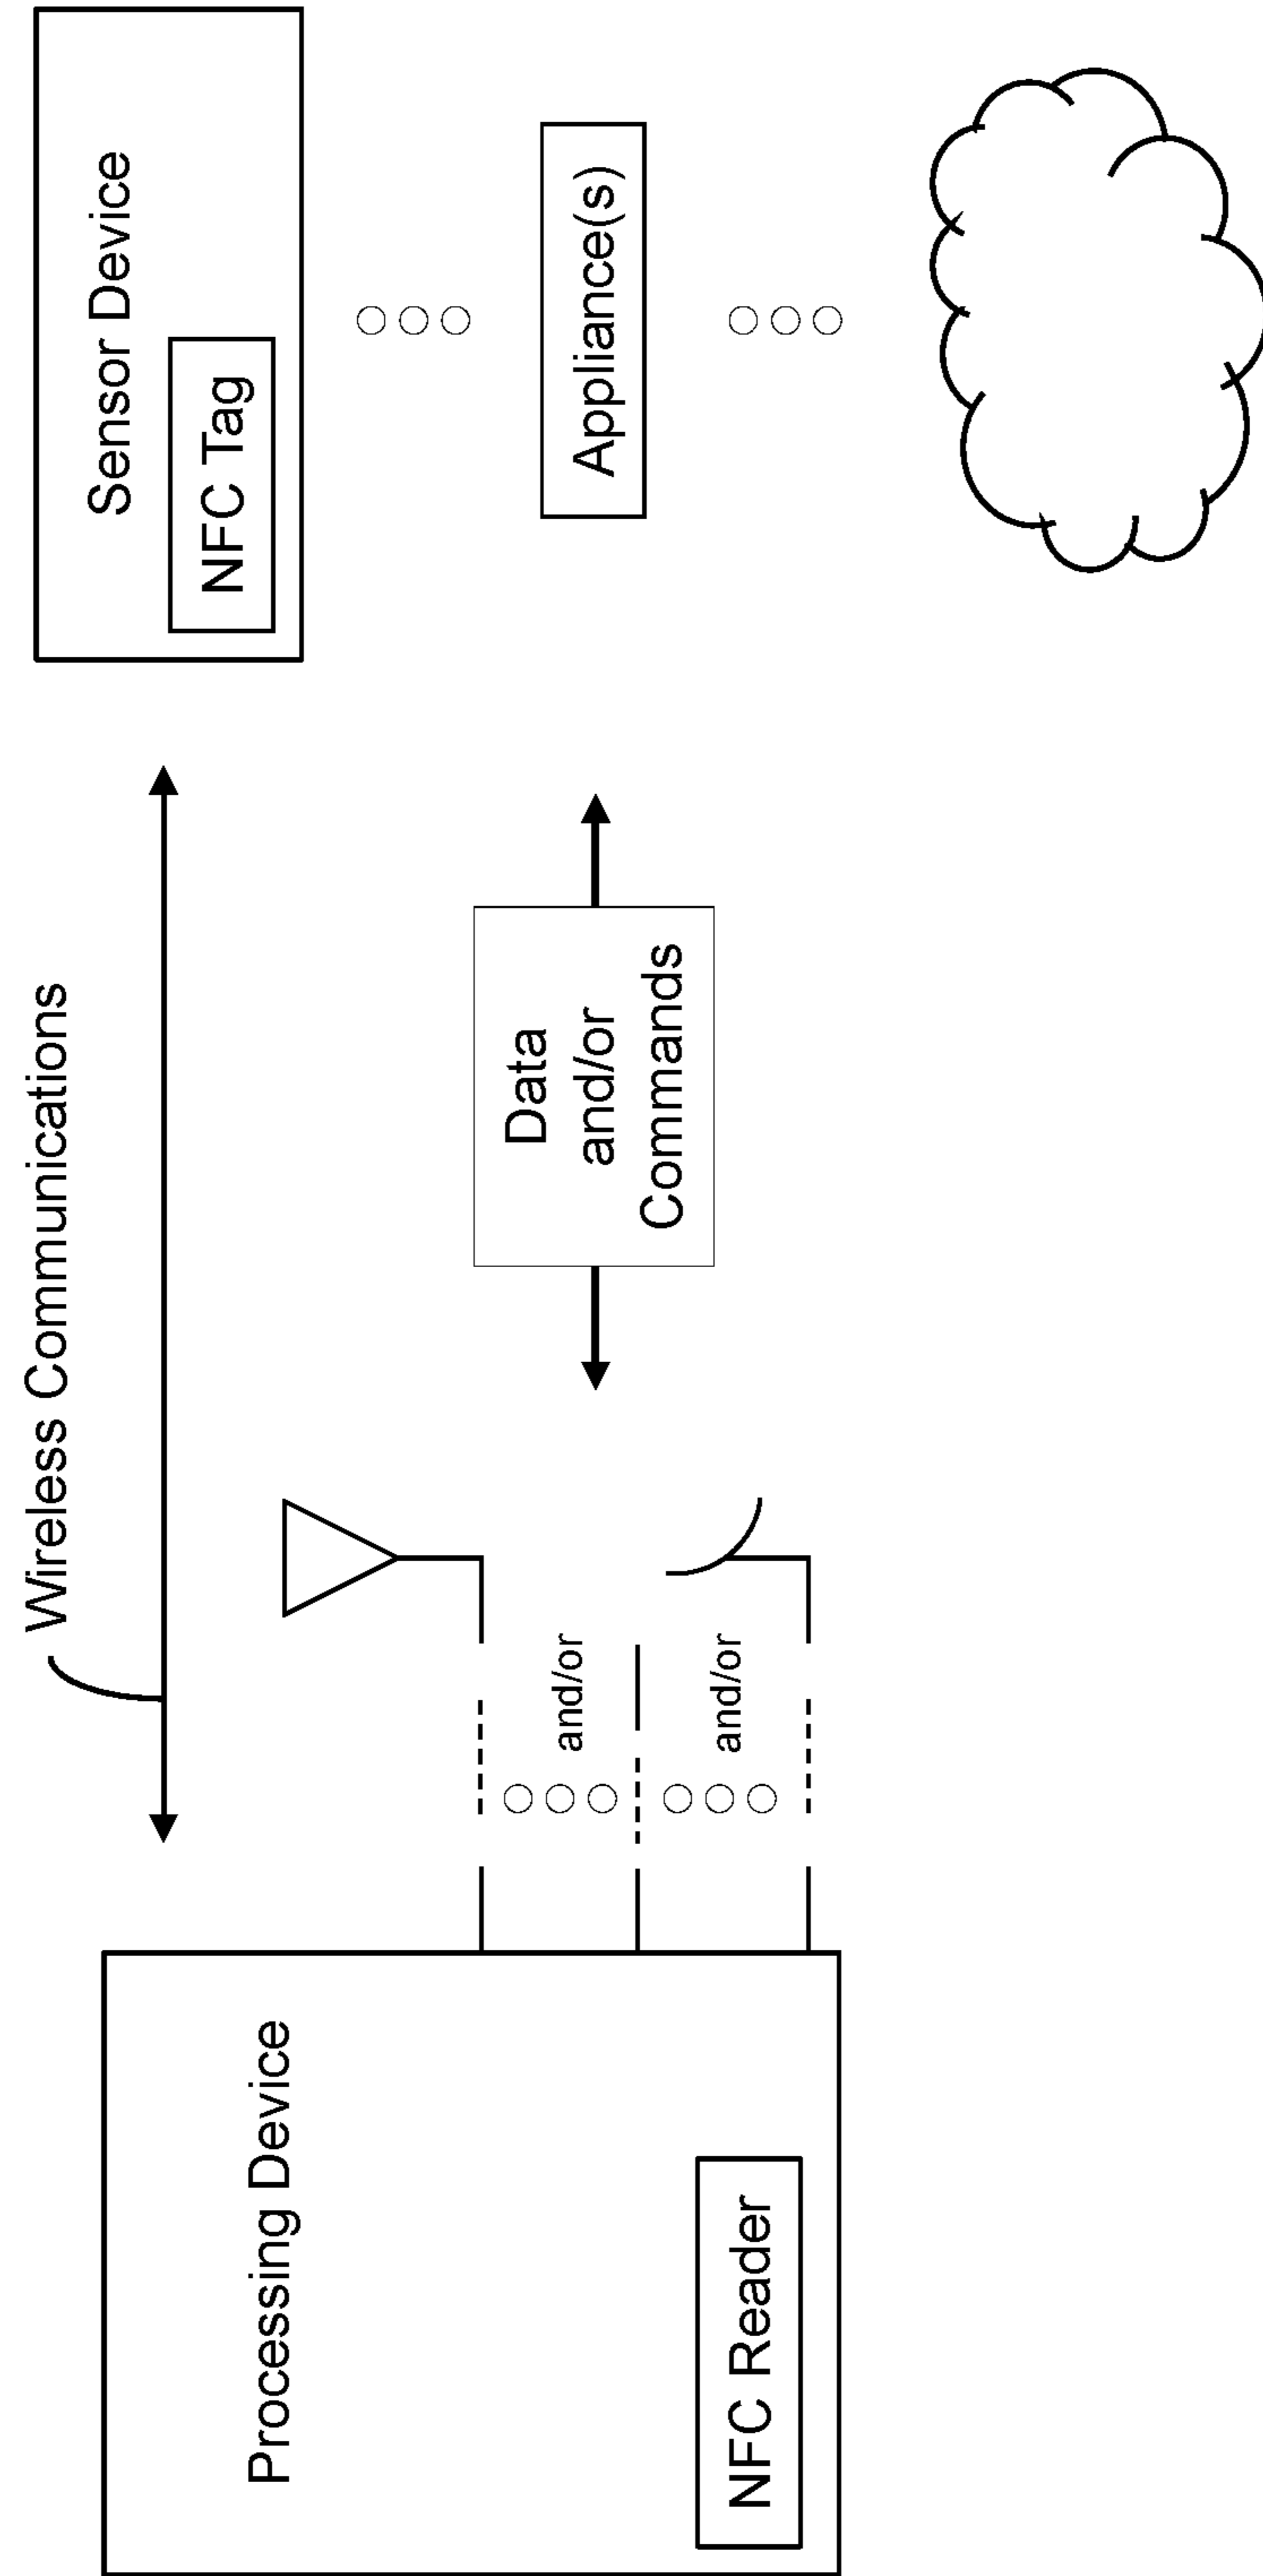 Wireless Communications
Sensor Device
NFC Tag
Processing Device
and/or
Data
and/or
Commands
Appliance(s)
and/or
NFC Reader